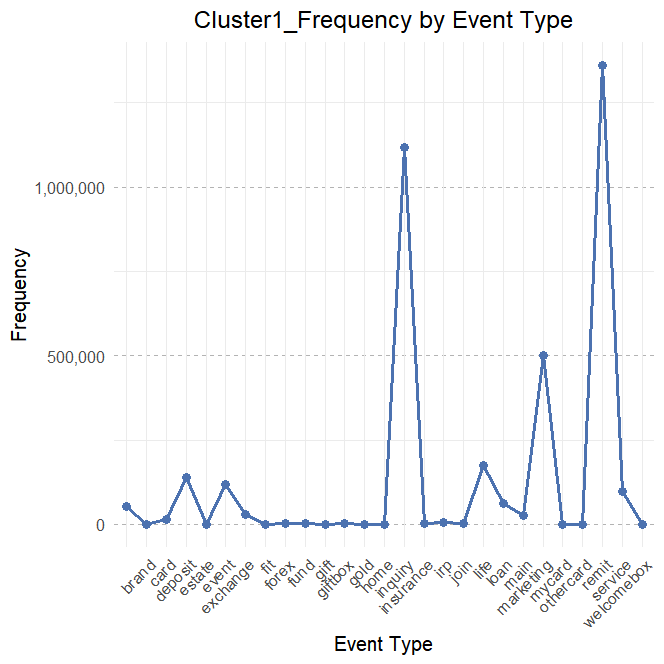 Cluster1_Frequency by Event Type
1,000,000
500,000
0
Frequency
brand
card
deposit
estate
event
exchange
fit
forex
fund
gift
giftbox
gold
home
inquiry
insurance
irp
join
life
loan
main
marketing
mycard
othercard
remit
service
welcomebox
Event Type